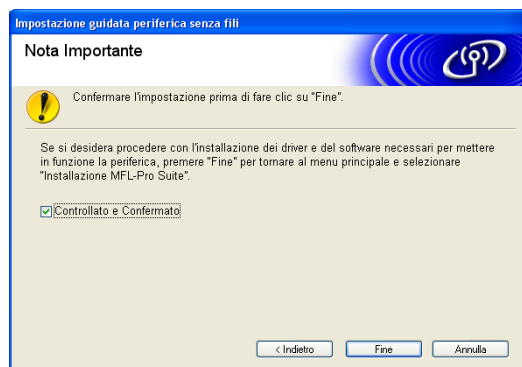 Impostazione guidata periferica senza fili
Nota Importante
Confermare l'impostazione prima di fare clic su "Fine".
Se si desidera procedere con l'installazione dei driver e del software necessari per mettere
in funzione la periferica, premere "Fine" per tornare al menu principale e selezionare
"Installazione MFL-Pro Suite".
Controllato e Confermato
< Indietro
Fine
Annulla